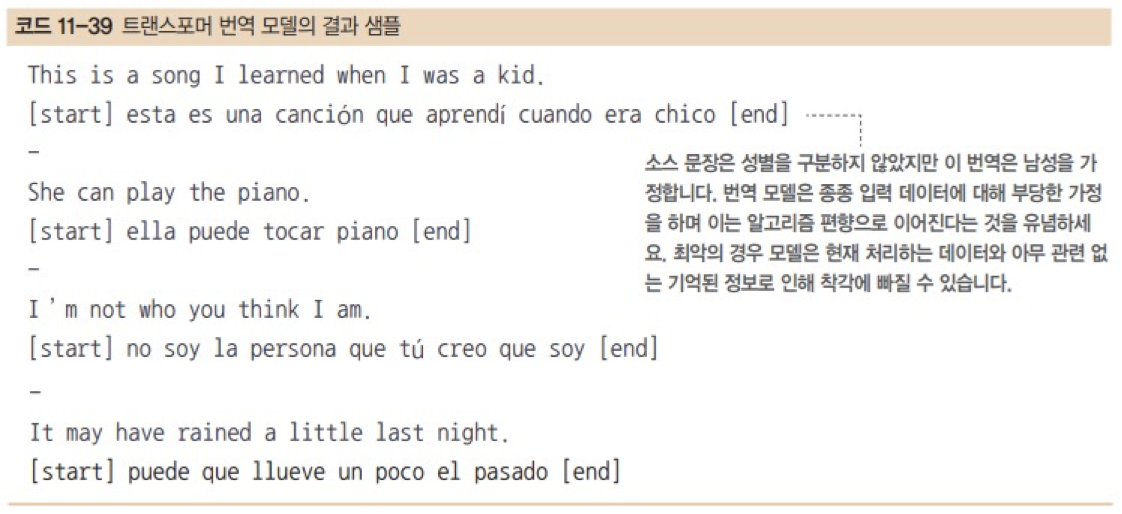 코드 11-39 트랜스포머 번역 모델의 결과 샘플
This is a song I learned when I was a kid.
[start] esta es una canción que aprendí cuando era chico [end]
–
소스 문장은 성별을 구분하지 않았지만 이 번역은 남성을 가
정합니다. 번역 모델은 종종 입력 데이터에 대해 부당한 가정
을 하며 이는 알고리즘 편향으로 이어진다는 것을 유념하세
요. 최악의 경우 모델은 현재 처리하는 데이터와 아무 관련 없
는 기억된 정보로 인해 착각에 빠질 수 있습니다.
She can play the piano.
[start] ella puede tocar piano [end]
–
I ’ m not who you think I am.
[start] no soy la persona que tú creo que soy [end]
–
It may have rained a little last night.
[start] puede que llueve un poco el pasado [end]